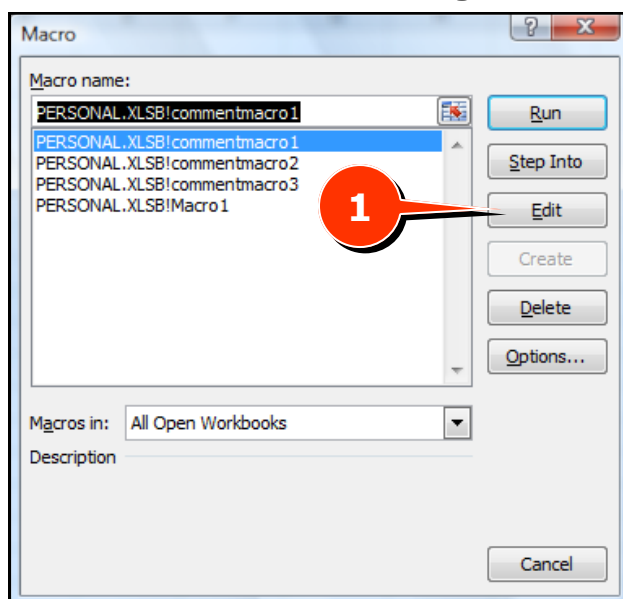 Macro
?
X
Macro name:
PERSONAL.XLSB!commentmacro1
Run
PERSONAL.XLSB!commentmacro1
PERSONAL.XLSB!commentmacro2
PERSONAL.XLSB!commentmacro3
PERSONAL.XLSB!Macro1
Step Into
1
Edit
Create
Delete
Options...
Macros in: All Open Workbooks
Description
Cancel